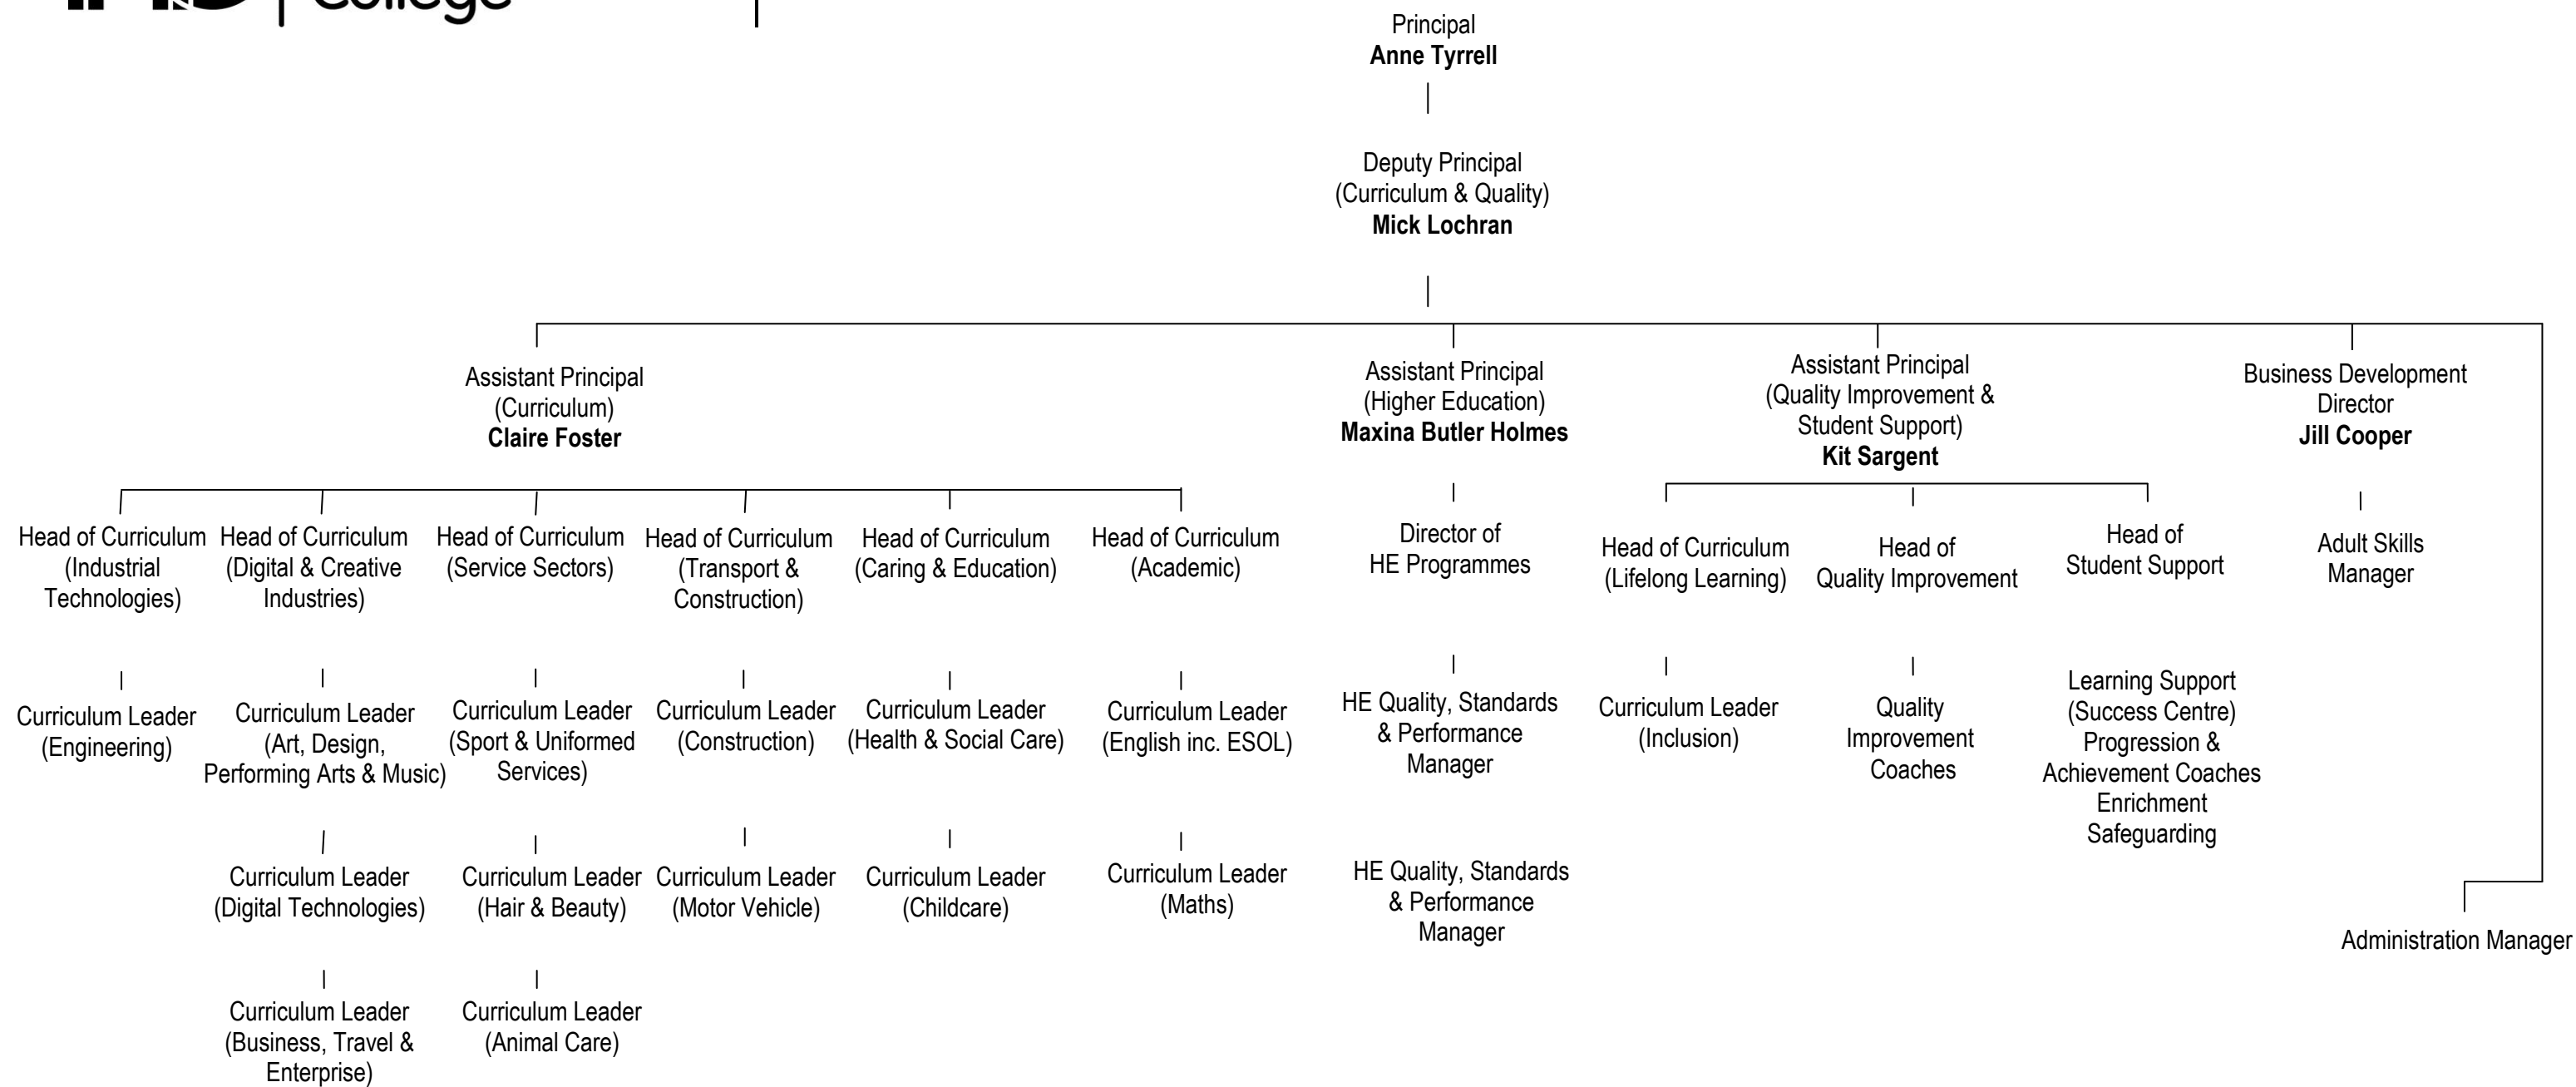 College
Principal
Anne Tyrrell
Deputy Principal
(Curriculum & Quality)
Mick Lochran
Assistant Principal
(Curriculum)
Claire Foster
Assistant Principal
(Higher Education)
Maxina Butler Holmes
Assistant Principal
(Quality Improvement &
Student Support)
Kit Sargent
Business Development
Director
Jill Cooper
Head of Curriculum
(Industrial
Technologies)
Head of Curriculum
(Digital & Creative
Industries)
Head of Curriculum
(Service Sectors)
Head of Curriculum
(Transport &
Construction)
Head of Curriculum
(Caring & Education)
Head of Curriculum
(Academic)
Director of
HE Programmes
Head of Curriculum
(Lifelong Learning)
Head of
Quality Improvement
Head of
Student Support
Adult Skills
Manager
Curriculum Leader
(Engineering)
Curriculum Leader
(Art, Design,
Performing Arts & Music)
Curriculum Leader
(Sport & Uniformed
Services)
Curriculum Leader
(Construction)
Curriculum Leader
(Health & Social Care)
Curriculum Leader
(English inc. ESOL)
HE Quality, Standards
& Performance
Manager
Curriculum Leader
(Inclusion)
Quality
Improvement
Coaches
Learning Support
(Success Centre)
Progression &
Achievement Coaches
Enrichment
Safeguarding
Curriculum Leader
(Digital Technologies)
Curriculum Leader
(Hair & Beauty)
Curriculum Leader
(Motor Vehicle)
Curriculum Leader
(Childcare)
Curriculum Leader
(Maths)
HE Quality, Standards
& Performance
Manager
Administration Manager
Curriculum Leader
(Business, Travel &
Enterprise)
Curriculum Leader
(Animal Care)